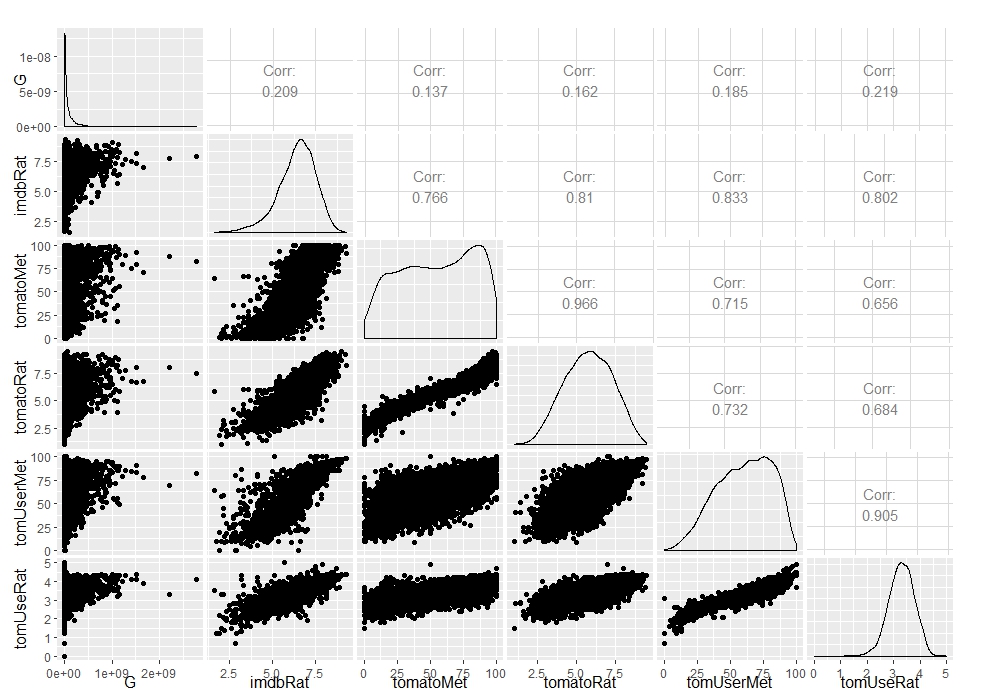 1e-08
5e-09
0e+00
G
Corr:
0.209
Corr:
0.137
Corr:
0.162
Corr:
0.185
Corr:
0.219
7.5
5.0
2.5
imdbRat
Corr:
0.766
Corr:
0.81
Corr:
0.833
Corr:
0.802
100
75
50
25
0
tomatoMet
Corr:
0.966
Corr:
0.715
Corr:
0.656
7.5
5.0
2.5
tomatoRat
Corr:
0.732
Corr:
0.684
100
75
50
25
0
tomUserMet
Corr:
0.905
5
4
3
2
1
0
tomUseRat
0e+00 1e+09 2e+09
2.5 5.0 7.5
0 25 50 75 100
2.5 5.0 7.5
0 25 50 75 100
0 1 2 3 4 5
G imdbRat tomatoMet tomatoRat tomUserMet tomUseRat